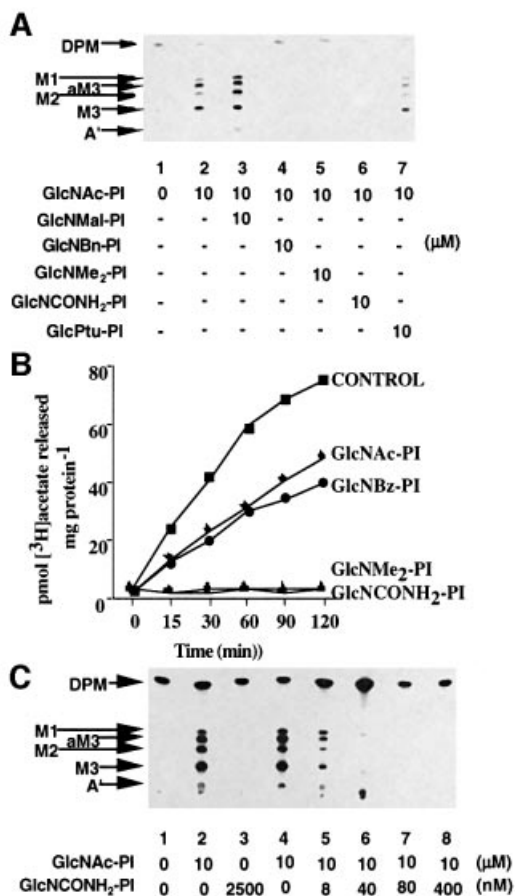 A
DPM
M1
aM3
M2
M3
A'
1 2 3 4 5 6 7
GlcNAc-PI 0 10 10 10 10 10 10
GlcNMal-PI - - 10 - - - -
GlcNBn-PI - - - 10 - - - (µM)
GlcNMe2-PI - - - - 10 - -
GlcNCONH2-PI - - - - - 10 -
GlcPtu-PI - - - - - - 10
B
pmol [3H]acetate released
mg protein-1
80
60
40
20
0
CONTROL
GlcNAc-PI
GlcNBz-PI
GlcNMe2-PI
GlcNCONH2-PI
0 15 30 60 90 120
Time (min))
C
DPM
M1
aM3
M2
M3
A'
1 2 3 4 5 6 7 8
GlcNAc-PI 0 10 0 10 10 10 10 10 (µM)
GlcNCONH2-PI 0 0 2500 0 8 40 80 400 (nM)